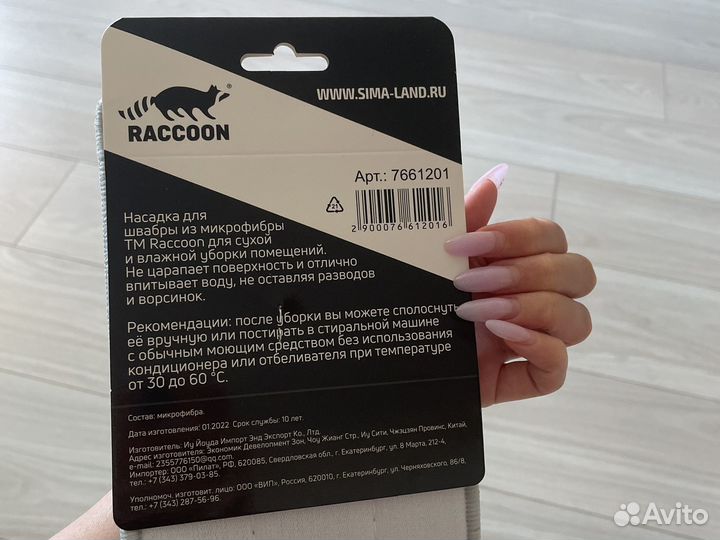 WWW.SIMA-LAND.RU
®
RACCOON
Арт.: 7661201
21
2 900076 612016
Насадка для
швабры из микрофибры
ТМ Raccoon для сухой
и влажной уборки помещений.
Не царапает поверхность и отлично
впитывает воду, не оставляя разводов
и ворсинок.
Рекомендации: после уборки вы можете сполоснуть
её вручную или постирать в стиральной машине
с обычным моющим средством без использования
кондиционера или отбеливателя при температуре
от 30 до 60 °C.
Состав: микрофибра.
Дата изготовления: 01.2022 Срок службы: 10 лет.
Изготовитель: Иу Йоуда Импорт Энд Экспорт Ко., Лтд.
Адрес изготовителя: Экономик Девелопмент Зон, Чоу Жианг Стр., Иу Сити, Чжэцзян Провинс, Китай,
e-mail: 2355776150@qq.com
Импортер: ООО «Пилат», РФ, 620085, Свердловская обл., г. Екатеринбург, ул. 8 Марта, 212-4,
тел.: +7 (343) 379-03-85.
Уполномоч. изготовит. лицо: ООО «ВИП», Россия, 620010, г. Екатеринбург, ул. Черняховского, 86/8,
тел.: +7 (343) 287-56-96.
Avito